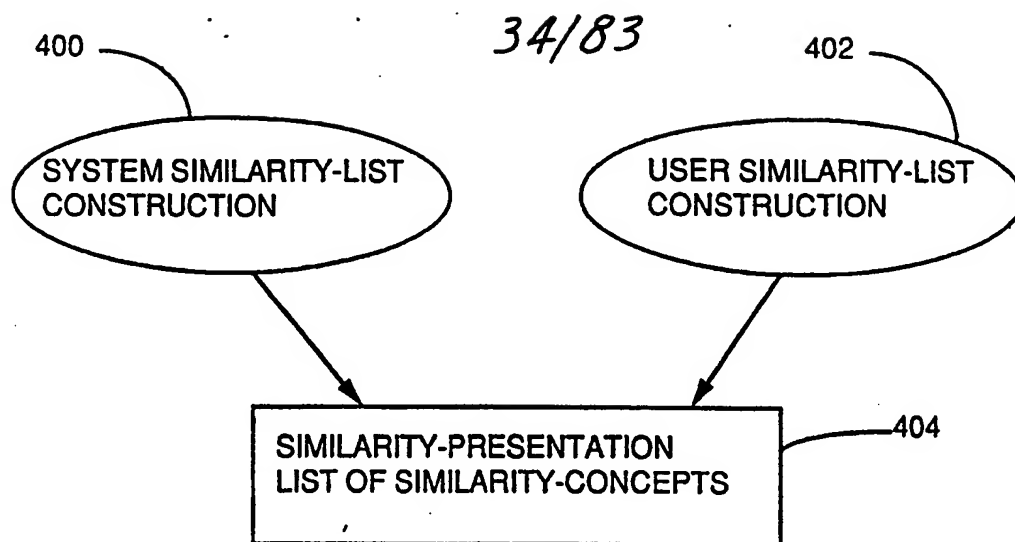 34/83
400
402
SYSTEM SIMILARITY-LIST
CONSTRUCTION
USER SIMILARITY-LIST
CONSTRUCTION
SIMILARITY-PRESENTATION
LIST OF SIMILARITY-CONCEPTS
404